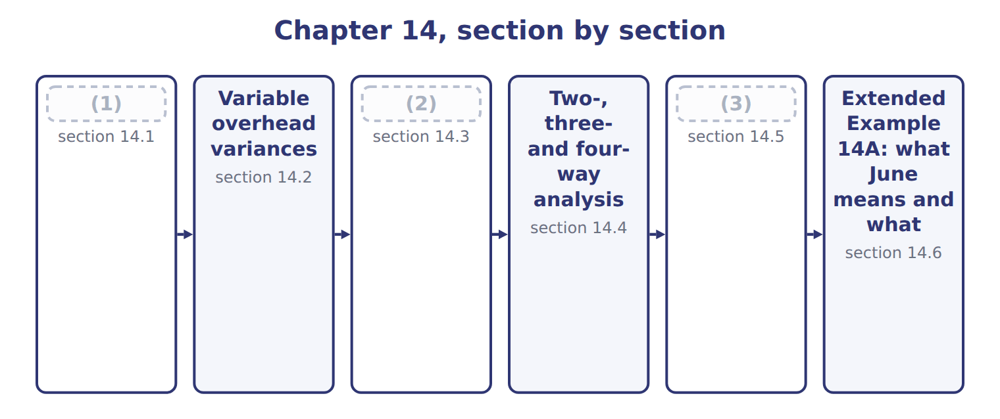 Chapter 14, section by section
(1)
section 14.1
Variable
overhead
variances
section 14.2
(2)
section 14.3
Two-,
three-
and four-
way
analysis
section 14.4
(3)
section 14.5
Extended
Example
14A: what
June
means and
what
section 14.6